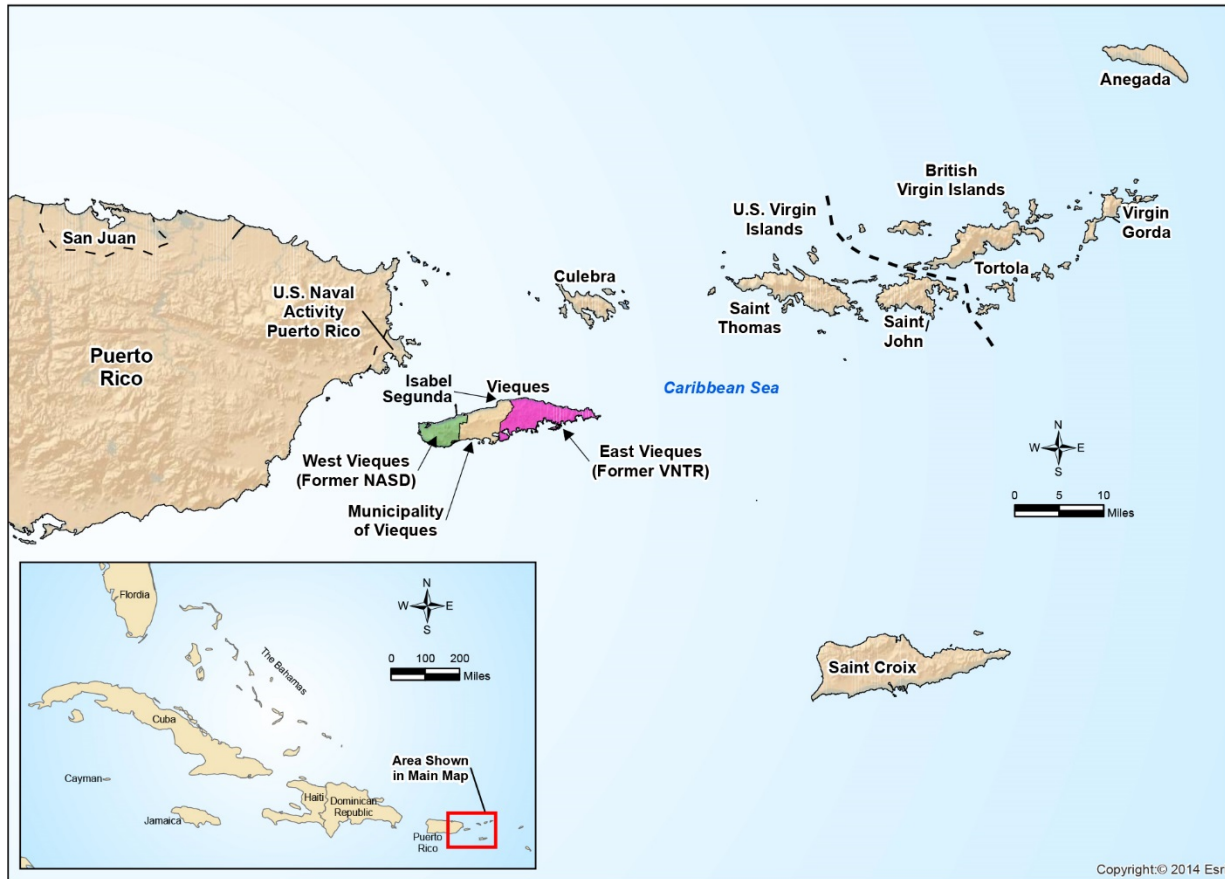 Anegada
British
Virgin Islands
U.S. Virgin
Islands
Virgin
Gorda
San Juan
Culebra
Tortola
U.S. Naval
Activity
Puerto Rico
Saint
Thomas
Saint
John
Puerto
Rico
Isabel
Segunda
Vieques
Caribbean Sea
West Vieques
(Former NASD)
East Vieques
(Former VNTR)
Municipality
of Vieques
N
W E
S
0 5 10
Miles
Saint Croix
Flordia
N
W E
S
0 100 200
Miles
The Bahamas
Cuba
Cayman
Area Shown
in Main Map
Haiti
Dominican
Republic
Jamaica
Puerto
Rico
Copyright:© 2014 Esr